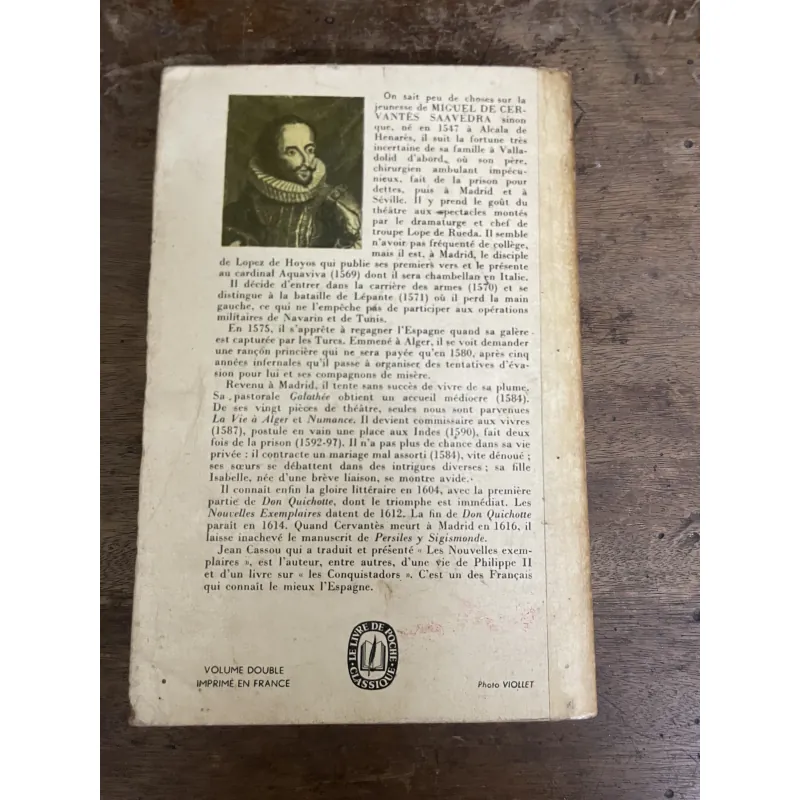 On sait peu de choses sur la
jeunesse de MIGUEL DE CER-
VANTÈS SAAVEDRA sinon
que, né en 1547 à Alcala de
Henarès, il suit la fortune très
incertaine de sa famille à Valla-
dolid d'abord, où son père,
chirurgien ambulant impécu-
nieux, fait de la prison pour
dettes, puis à Madrid et à
Séville. Il y prend le goût du
théâtre aux spectacles montés
par le dramaturge et chef de
troupe Lope de Rueda. Il semble
n'avoir pas fréquenté de collège,
mais il est, à Madrid, le disciple
de Lopez de Hoyos qui publie ses premiers vers et le présente
au cardinal Aquaviva (1569) dont il sera chambellan en Italie.
Il décide d'entrer dans la carrière des armes (1570) et se
distingue à la bataille de Lépante (1571) où il perd la main
gauche, ce qui ne l'empêche pas de participer aux opérations
militaires de Navarin et de Tunis.
En 1575, il s'apprête à regagner l'Espagne quand sa galère
est capturée par les Turcs. Emmené à Alger, il se voit demander
une rançon princière qui ne sera payée qu'en 1580, après cinq
années infernales qu'il passe à organiser des tentatives d'éva-
sion pour lui et ses compagnons de misère.
Revenu à Madrid, il tente sans succès de vivre de sa plume.
Sa pastorale Galathée obtient un accueil médiocre (1584).
De ses vingt pièces de théâtre, seules nous sont parvenues
La Vie à Alger et Numance. Il devient commissaire aux vivres
(1587), postule en vain une place aux Indes (1590), fait deux
fois de la prison (1592-97). Il n'a pas plus de chance dans sa vie
privée : il contracte un mariage mal assorti (1584), vite dénoué ;
ses sœurs se débattent dans des intrigues diverses ; sa fille
Isabelle, née d'une brève liaison, se montre avide.
Il connaît enfin la gloire littéraire en 1604, avec la première
partie de Don Quichotte, dont le triomphe est immédiat. Les
Nouvelles Exemplaires datent de 1612. La fin de Don Quichotte
paraît en 1614. Quand Cervantès meurt à Madrid en 1616, il
laisse inachevé le manuscrit de Persiles y Sigismonde.
Jean Cassou qui a traduit et présenté « Les Nouvelles exem-
plaires », est l'auteur, entre autres, d'une vie de Philippe II
et d'un livre sur « les Conquistadors ». C'est un des Français
qui connaît le mieux l'Espagne.
LE LIVRE DE POCHE
CLASSIQUE
VOLUME DOUBLE
IMPRIMÉ EN FRANCE
Photo VIOLLET